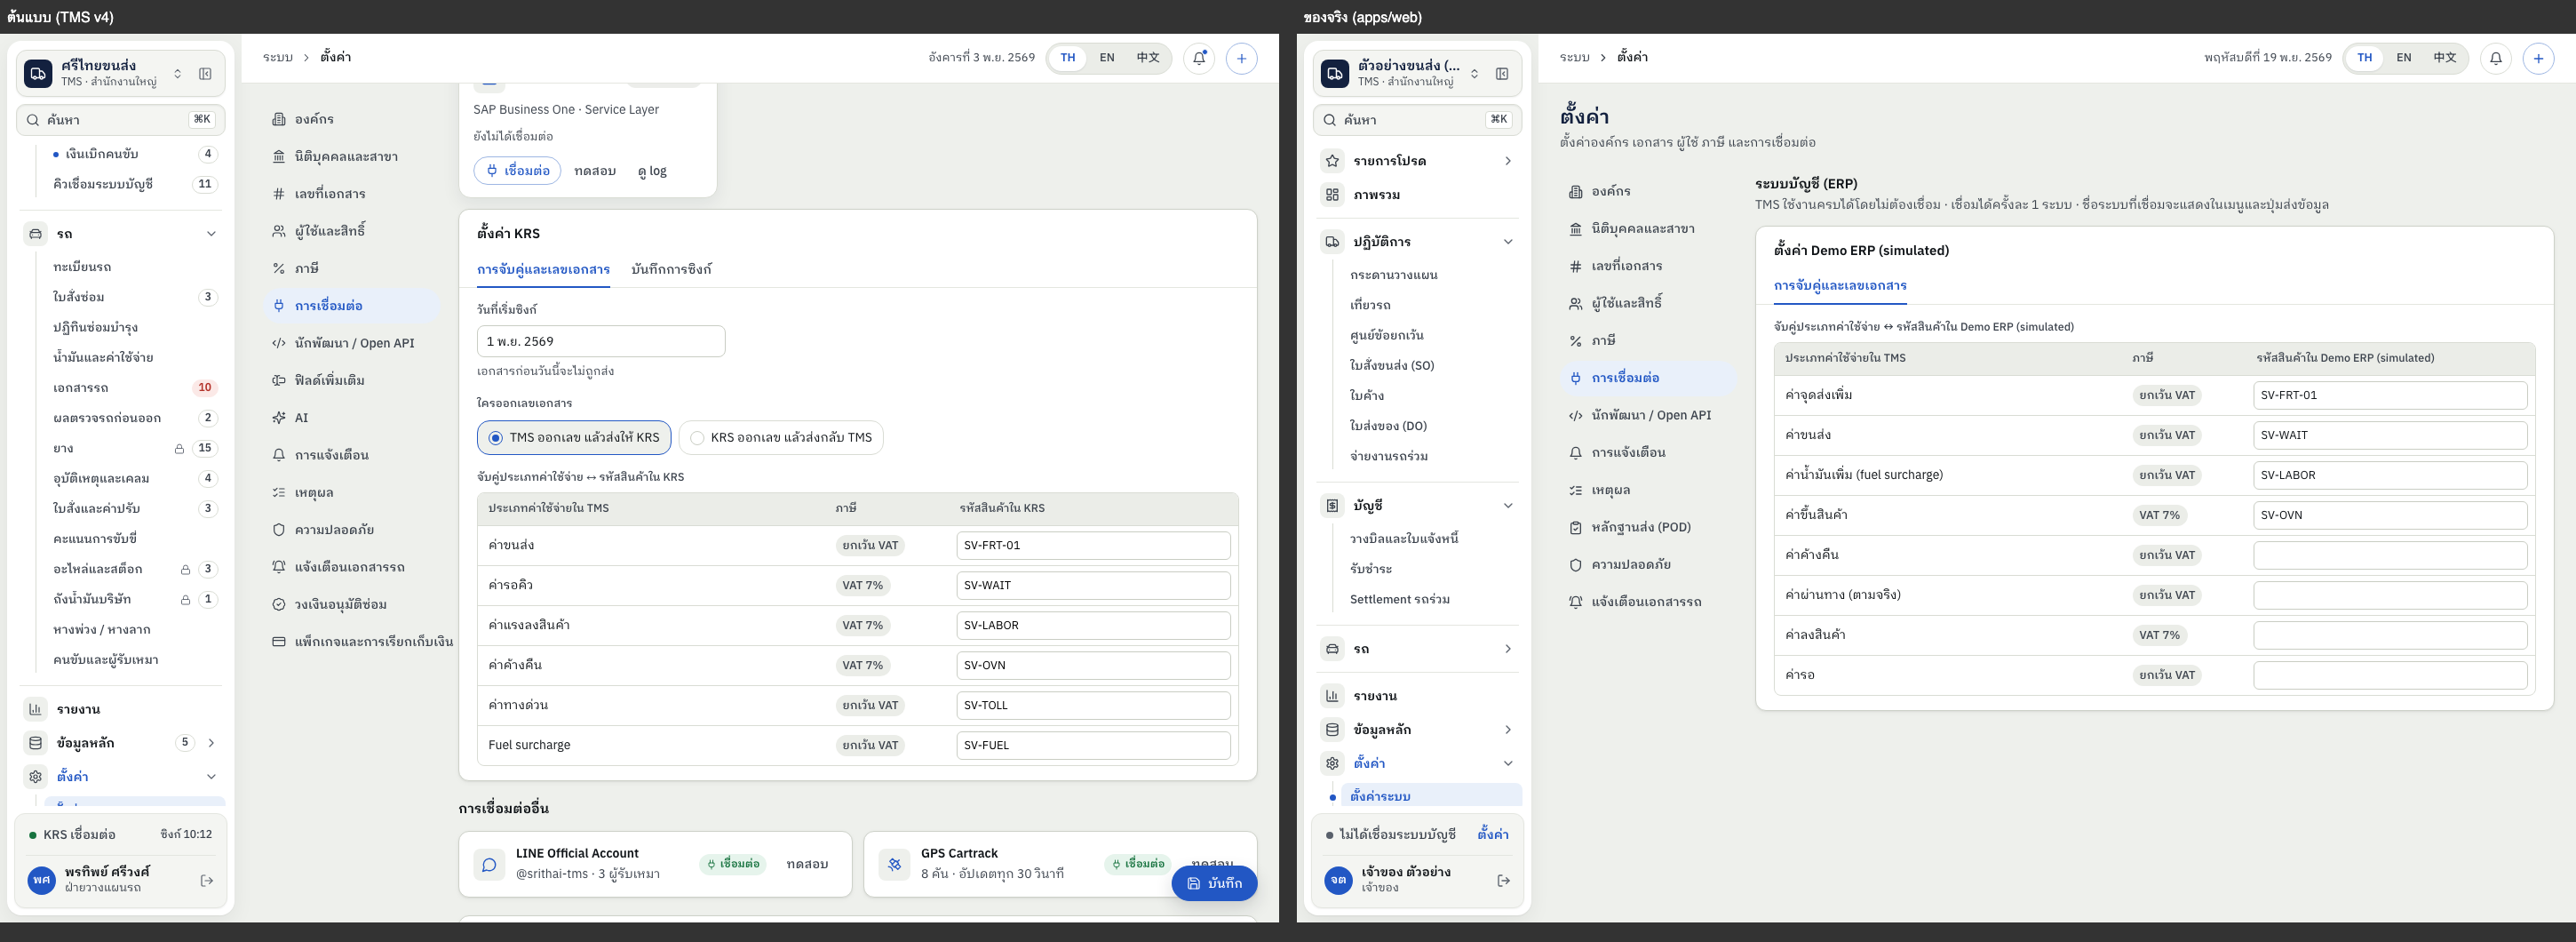 ต้นแบบ (TMS v4)
ศรีไทยขนส่ง
TMS · สำนักงานใหญ่
ค้นหา
⌘K
เงินเบิกคนขับ 4
คิวเชื่อมระบบบัญชี 11
รถ
ทะเบียนรถ
ใบสั่งซ่อม 3
ปฏิทินซ่อมบำรุง
น้ำมันและค่าใช้จ่าย
เอกสารรถ 10
ผลตรวจรถก่อนออก 2
ยาง 15
อุบัติเหตุและเคลม 4
ใบสั่งและค่าปรับ 3
คะแนนการขับขี่
อะไหล่และสต็อก 3
ถังน้ำมันบริษัท 1
หางพ่วง / หางลาก
คนขับและผู้รับเหมา
รายงาน
ข้อมูลหลัก 5
ตั้งค่า
KRS เชื่อมต่อ ซิงก์ 10:12
พศ
พรทิพย์ ศรีวงศ์
ฝ่ายวางแผนรถ
ระบบ > ตั้งค่า
อังคารที่ 3 พ.ย. 2569
TH EN 中文
องค์กร
นิติบุคคลและสาขา
เลขที่เอกสาร
ผู้ใช้และสิทธิ์
ภาษี
การเชื่อมต่อ
นักพัฒนา / Open API
ฟิลด์เพิ่มเติม
AI
การแจ้งเตือน
เหตุผล
ความปลอดภัย
แจ้งเตือนเอกสารรถ
วงเงินอนุมัติซ่อม
แพ็กเกจและการเรียกเก็บเงิน
SAP Business One · Service Layer
ยังไม่ได้เชื่อมต่อ
เชื่อมต่อ ทดสอบ ดู log
ตั้งค่า KRS
การจับคู่และเลขเอกสาร บันทึกการซิงก์
วันที่เริ่มซิงก์
1 พ.ย. 2569
เอกสารก่อนวันนี้จะไม่ถูกส่ง
ใครออกเลขเอกสาร
TMS ออกเลข แล้วส่งให้ KRS KRS ออกเลข แล้วส่งกลับ TMS
จับคู่ประเภทค่าใช้จ่าย ↔ รหัสสินค้าใน KRS
ประเภทค่าใช้จ่ายใน TMS ภาษี รหัสสินค้าใน KRS
ค่าขนส่ง ยกเว้น VAT SV-FRT-01
ค่ารอคิว VAT 7% SV-WAIT
ค่าแรงลงสินค้า VAT 7% SV-LABOR
ค่าค้างคืน VAT 7% SV-OVN
ค่าทางด่วน ยกเว้น VAT SV-TOLL
Fuel surcharge ยกเว้น VAT SV-FUEL
การเชื่อมต่ออื่น
LINE Official Account
@srithai-tms · 3 ผู้รับเหมา
เชื่อมต่อ ทดสอบ
GPS Cartrack
8 คัน · อัปเดตทุก 30 วินาที
เชื่อมต่อ ทดสอบ
บันทึก
ของจริง (apps/web)
ตัวอย่างขนส่ง (...
TMS · สำนักงานใหญ่
ค้นหา
⌘K
รายการโปรด
ภาพรวม
ปฏิบัติการ
กระดานวางแผน
เที่ยวรถ
ศูนย์ข้อยกเว้น
ใบสั่งขนส่ง (SO)
ใบค้าง
ใบส่งของ (DO)
จ่ายงานรถร่วม
บัญชี
วางบิลและใบแจ้งหนี้
รับชำระ
Settlement รถร่วม
รถ
รายงาน
ข้อมูลหลัก
ตั้งค่า
ตั้งค่าระบบ
ไม่ได้เชื่อมระบบบัญชี ตั้งค่า
จต
เจ้าของ ตัวอย่าง
เจ้าของ
ระบบ > ตั้งค่า
พฤหัสบดีที่ 19 พ.ย. 2569
TH EN 中文
ตั้งค่า
ตั้งค่าองค์กร เอกสาร ผู้ใช้ ภาษี และการเชื่อมต่อ
องค์กร
นิติบุคคลและสาขา
เลขที่เอกสาร
ผู้ใช้และสิทธิ์
ภาษี
การเชื่อมต่อ
นักพัฒนา / Open API
การแจ้งเตือน
เหตุผล
หลักฐานส่ง (POD)
ความปลอดภัย
แจ้งเตือนเอกสารรถ
ระบบบัญชี (ERP)
TMS ใช้งานครบได้โดยไม่ต้องเชื่อม · เชื่อมได้ครั้งละ 1 ระบบ · ชื่อระบบที่เชื่อมจะแสดงในเมนูและปุ่มส่งข้อมูล
ตั้งค่า Demo ERP (simulated)
การจับคู่และเลขเอกสาร
จับคู่ประเภทค่าใช้จ่าย ↔ รหัสสินค้าใน Demo ERP (simulated)
ประเภทค่าใช้จ่ายใน TMS ภาษี รหัสสินค้าใน Demo ERP (simulated)
ค่าจุดส่งเพิ่ม ยกเว้น VAT SV-FRT-01
ค่าขนส่ง ยกเว้น VAT SV-WAIT
ค่าน้ำมันเพิ่ม (fuel surcharge) ยกเว้น VAT SV-LABOR
ค่าขึ้นสินค้า VAT 7% SV-OVN
ค่าค้างคืน ยกเว้น VAT
ค่าผ่านทาง (ตามจริง) ยกเว้น VAT
ค่าลงสินค้า VAT 7%
ค่ารอ ยกเว้น VAT